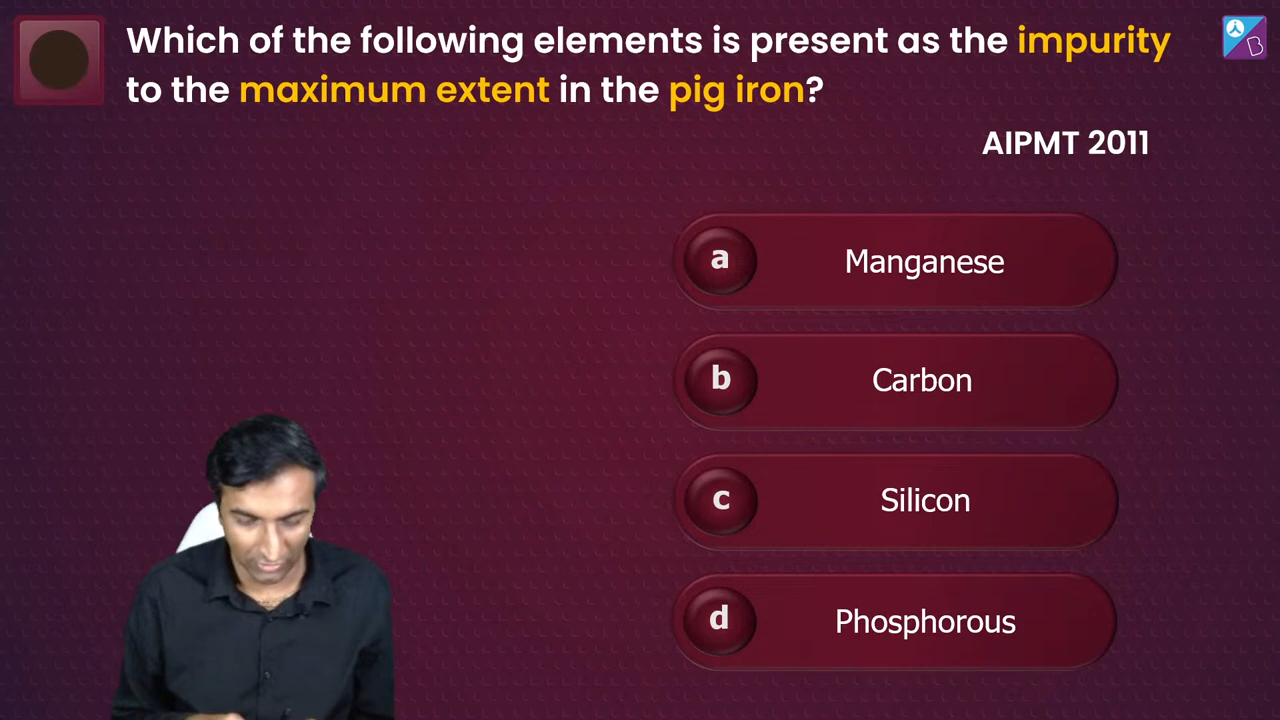 Which of the following elements is present as the impurity
to the maximum extent in the pig iron?
AIPMT 2011
a Manganese
b Carbon
c Silicon
d Phosphorous
B